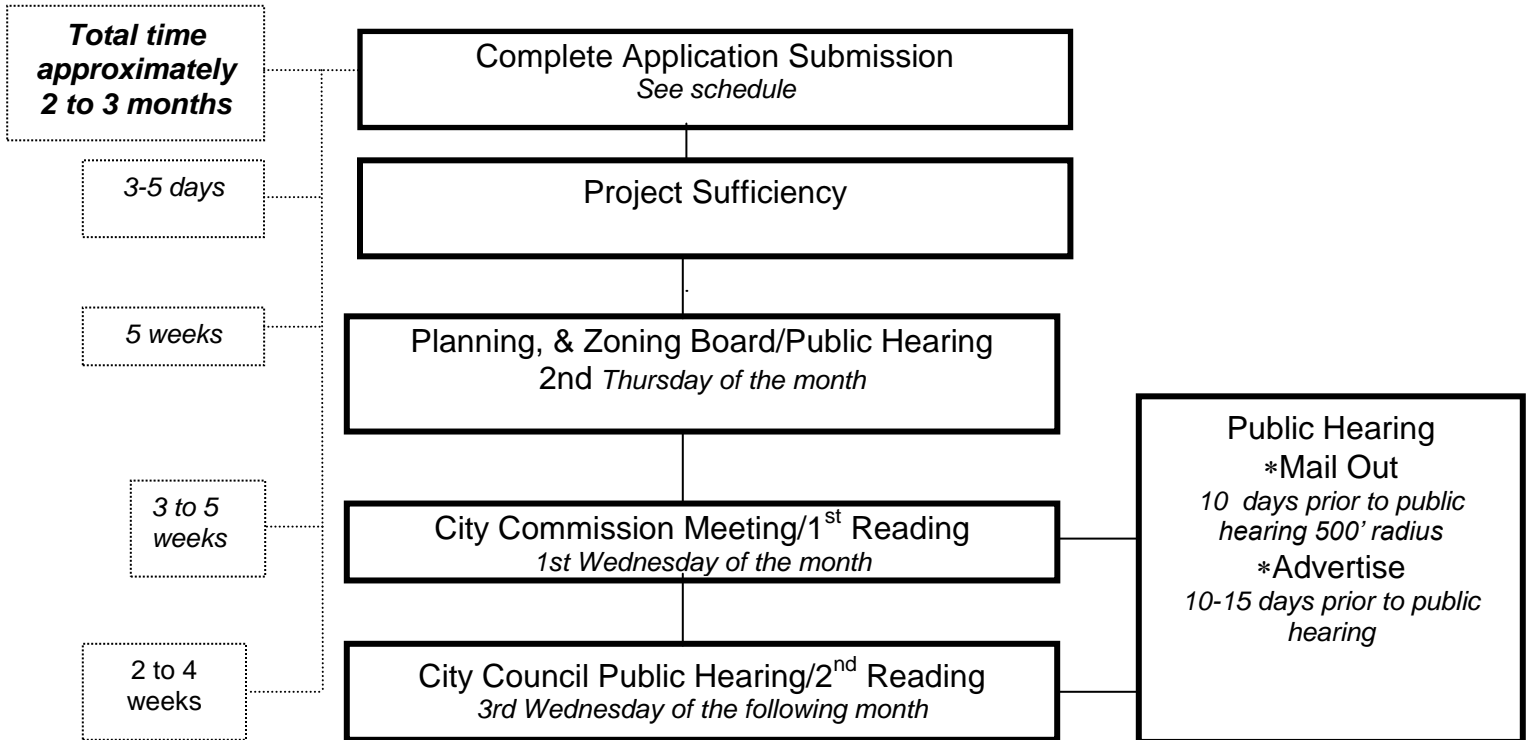 Total time
approximately
2 to 3 months
Complete Application Submission
See schedule
3-5 days
Project Sufficiency
5 weeks
Planning, & Zoning Board/Public Hearing
2nd Thursday of the month
3 to 5
weeks
City Commission Meeting/1st Reading
1st Wednesday of the month
2 to 4
weeks
City Council Public Hearing/2nd Reading
3rd Wednesday of the following month
Public Hearing
*Mail Out
10 days prior to public
hearing 500' radius
*Advertise
10-15 days prior to public
hearing